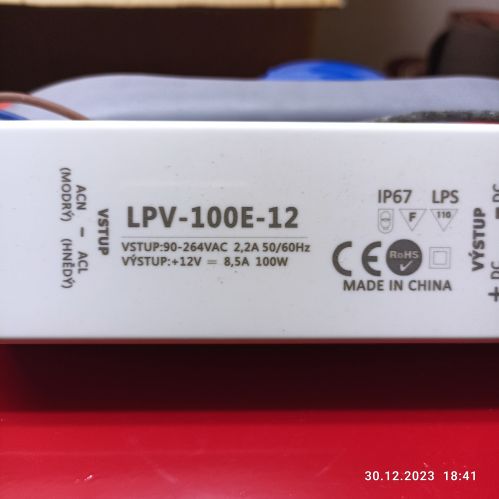 ACN – ACL
(MODRÝ) (HNĚDÝ)
VSTUP
LPV-100E-12
VSTUP:90-264VAC 2,2A 50/60Hz
VÝSTUP:+12V = 8,5A 100W
IP67 LPS
F 110
CE RoHS
MADE IN CHINA
VÝSTUP
+ DC - DC
30.12.2023 18:41